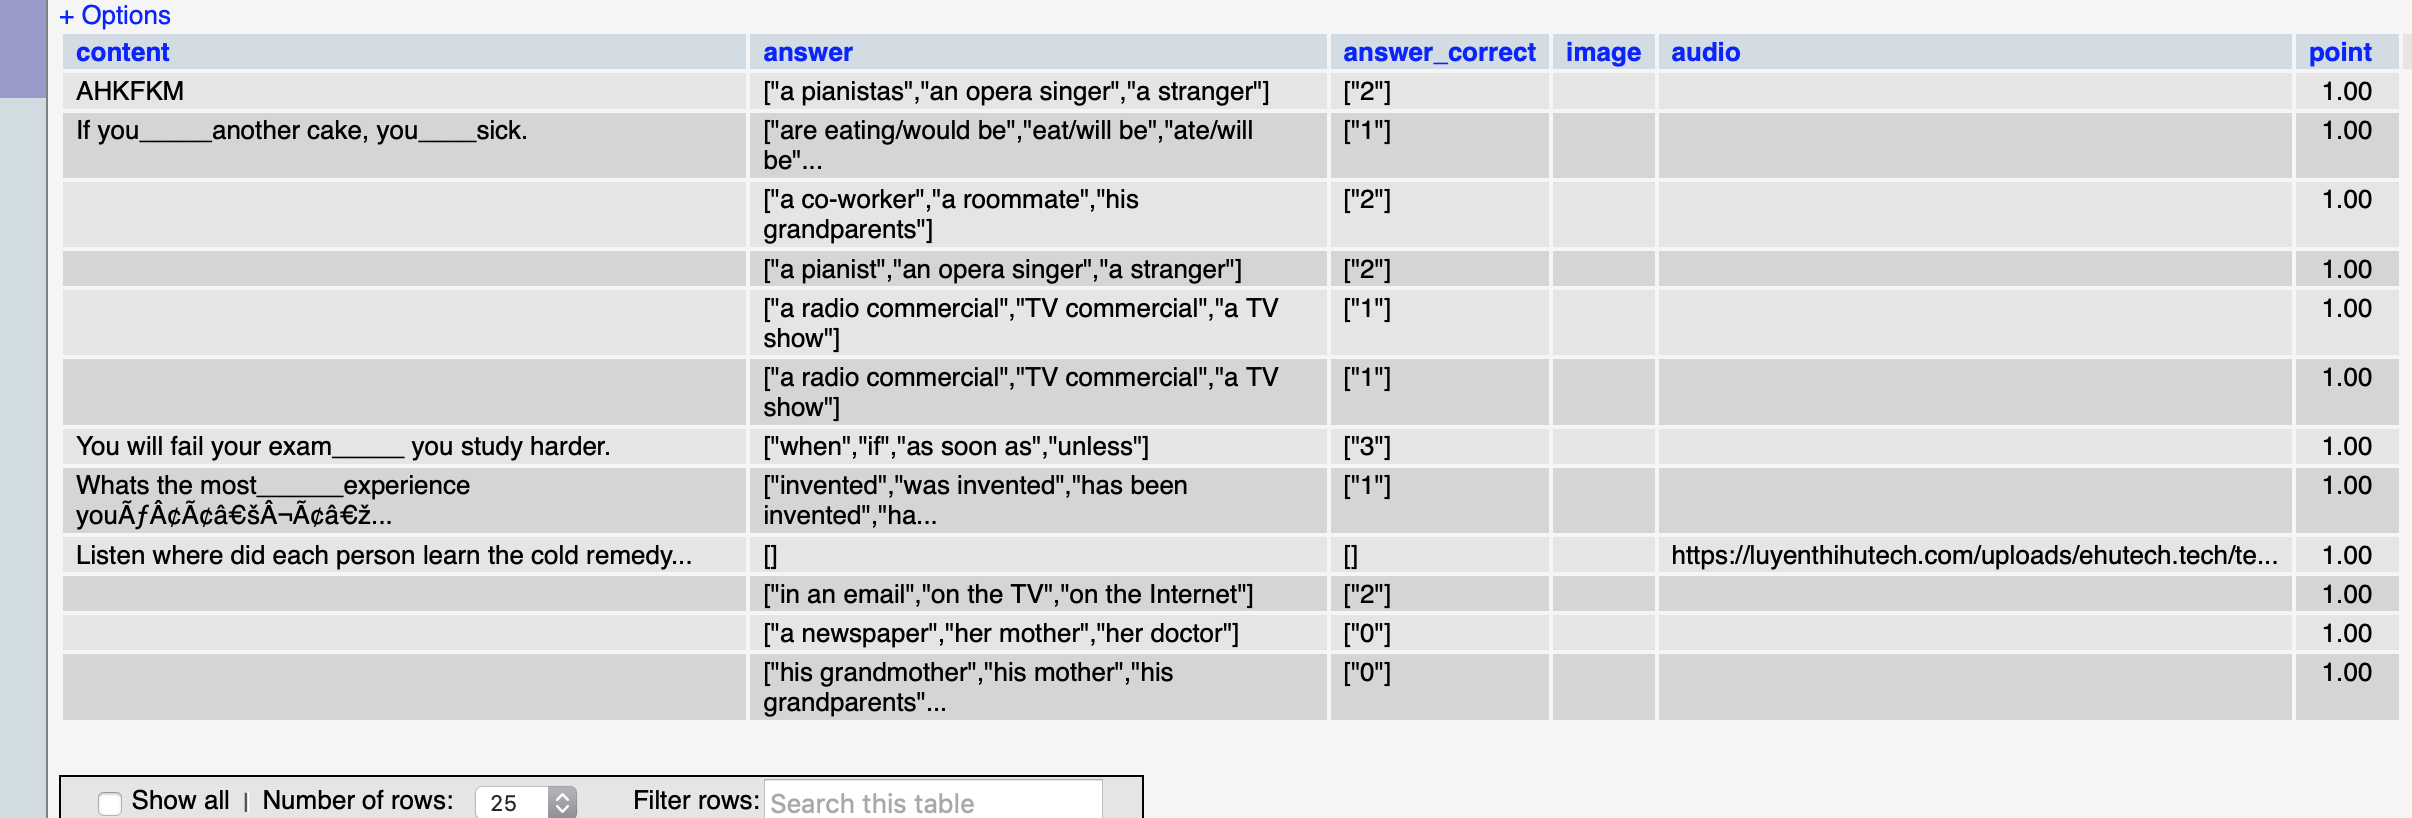 + Options
content answer answer_correct image audio point
AHKFKM ["a pianistas","an opera singer","a stranger"] ["2"] 1.00
If you_____another cake, you____sick. ["are eating/would be","eat/will be","ate/will ["1"] 1.00
be"...
["a co-worker","a roommate","his ["2"] 1.00
grandparents"]
["a pianist","an opera singer","a stranger"] ["2"] 1.00
["a radio commercial","TV commercial","a TV ["1"] 1.00
show"]
["a radio commercial","TV commercial","a TV ["1"] 1.00
show"]
You will fail your exam_____ you study harder. ["when","if","as soon as","unless"] ["3"] 1.00
Whats the most______experience ["invented","was invented","has been ["1"] 1.00
youÃƒÂ¢Ã¢â€šÂ¬Ã¢â€ž... invented","ha...
Listen where did each person learn the cold remedy... [] [] https://luyenthihutech.com/uploads/ehutech.tech/te... 1.00
["in an email","on the TV","on the Internet"] ["2"] 1.00
["a newspaper","her mother","her doctor"] ["0"] 1.00
["his grandmother","his mother","his ["0"] 1.00
grandparents"...
Show all | Number of rows: 25 Filter rows: Search this table